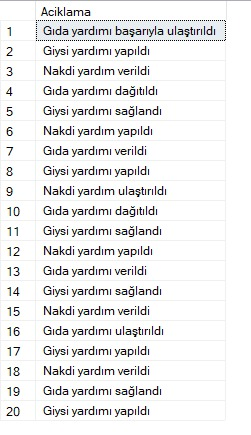 Aciklama
1 Gıda yardımı başarıyla ulaştırıldı
2 Giysi yardımı yapıldı
3 Nakdi yardım verildi
4 Gıda yardımı dağıtıldı
5 Giysi yardımı sağlandı
6 Nakdi yardım yapıldı
7 Gıda yardımı verildi
8 Giysi yardımı yapıldı
9 Nakdi yardım ulaştırıldı
10 Gıda yardımı dağıtıldı
11 Giysi yardımı sağlandı
12 Nakdi yardım yapıldı
13 Gıda yardımı verildi
14 Giysi yardımı sağlandı
15 Nakdi yardım verildi
16 Gıda yardımı ulaştırıldı
17 Giysi yardımı yapıldı
18 Nakdi yardım verildi
19 Gıda yardımı sağlandı
20 Giysi yardımı yapıldı